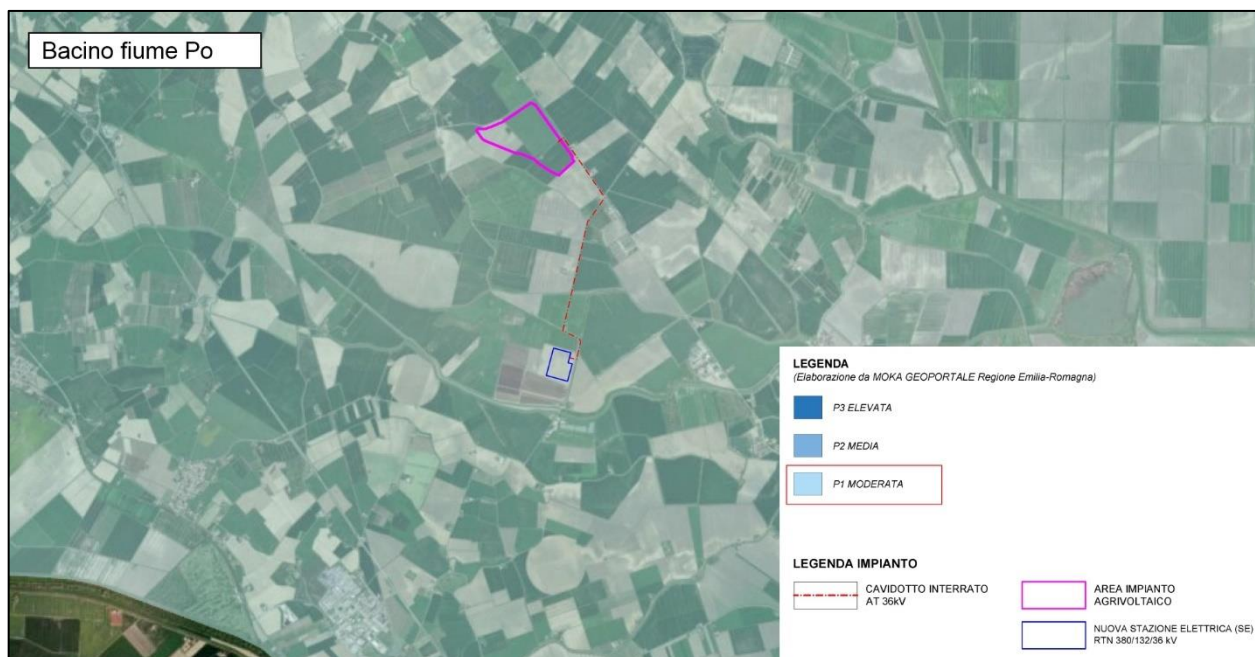 Bacino fiume Po
LEGENDA
(Elaborazione da MOKA GEOPORTALE Regione Emilia-Romagna)
P3 ELEVATA
P2 MEDIA
P1 MODERATA
LEGENDA IMPIANTO
CAVIDOTTO INTERRATO
AT 36kV
AREA IMPIANTO
AGRIVOLTAICO
NUOVA STAZIONE ELETTRICA (SE)
RTN 380/132/36 kV